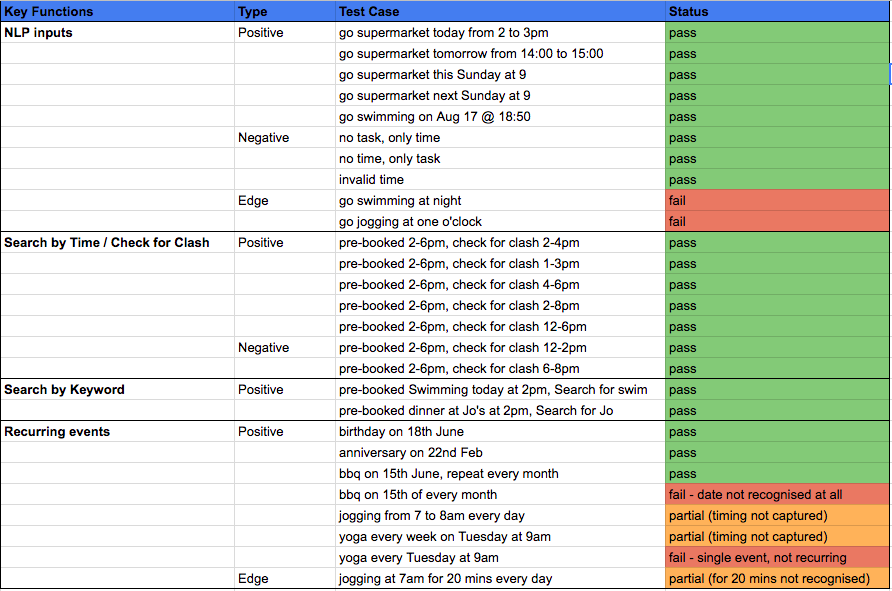 Key Functions Type Test Case Status
NLP inputs Positive go supermarket today from 2 to 3pm pass
go supermarket tomorrow from 14:00 to 15:00 pass
go supermarket this Sunday at 9 pass
go supermarket next Sunday at 9 pass
go swimming on Aug 17 @ 18:50 pass
Negative no task, only time pass
no time, only task pass
invalid time pass
Edge go swimming at night fail
go jogging at one o'clock fail
Search by Time / Check for Clash Positive pre-booked 2-6pm, check for clash 2-4pm pass
pre-booked 2-6pm, check for clash 1-3pm pass
pre-booked 2-6pm, check for clash 4-6pm pass
pre-booked 2-6pm, check for clash 2-8pm pass
pre-booked 2-6pm, check for clash 12-6pm pass
Negative pre-booked 2-6pm, check for clash 12-2pm pass
pre-booked 2-6pm, check for clash 6-8pm pass
Search by Keyword Positive pre-booked Swimming today at 2pm, Search for swim pass
pre-booked dinner at Jo's at 2pm, Search for Jo pass
Recurring events Positive birthday on 18th June pass
anniversary on 22nd Feb pass
bbq on 15th June, repeat every month pass
bbq on 15th of every month fail - date not recognised at all
jogging from 7 to 8am every day partial (timing not captured)
yoga every week on Tuesday at 9am partial (timing not captured)
yoga every Tuesday at 9am fail - single event, not recurring
Edge jogging at 7am for 20 mins every day partial (for 20 mins not recognised)